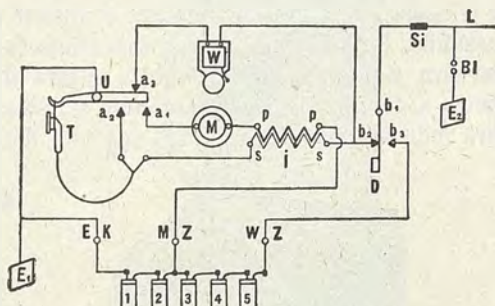 L
Si
Bl
E₂
W
U
a₃
a₂
a₁
T
M
p p
s s
i
b₁
b₂ b₃
D
E K
M Z
W Z
E₁
1 2 3 4 5